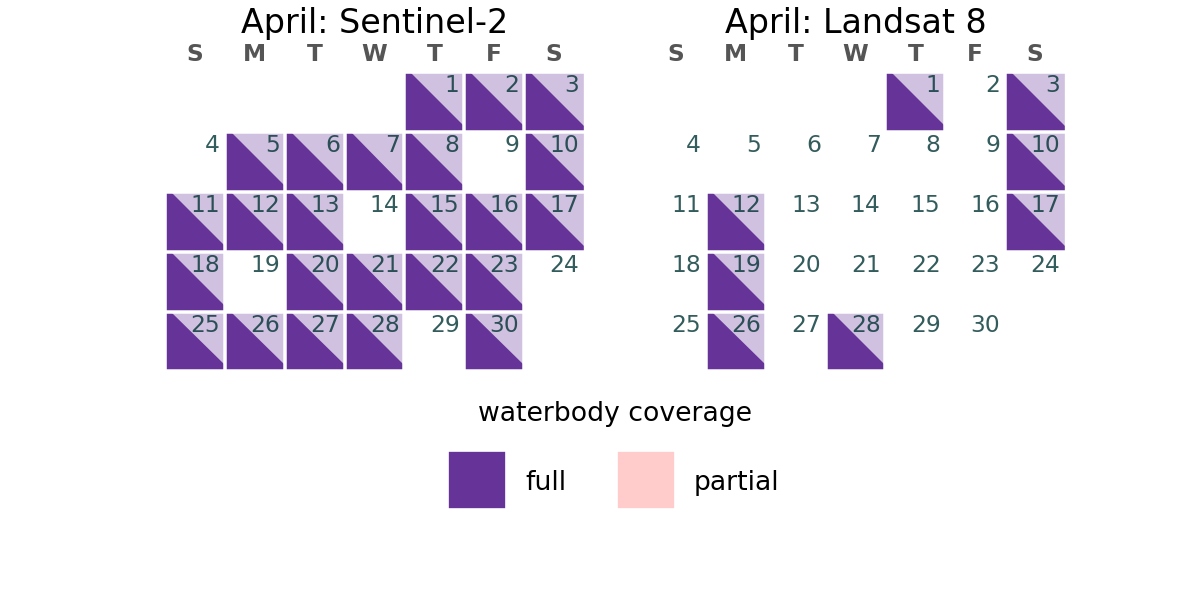 April: Sentinel-2
S M T W T F S
1 2 3
4 5 6 7 8 9 10
11 12 13 14 15 16 17
18 19 20 21 22 23 24
25 26 27 28 29 30
April: Landsat 8
S M T W T F S
1 2 3
4 5 6 7 8 9 10
11 12 13 14 15 16 17
18 19 20 21 22 23 24
25 26 27 28 29 30
waterbody coverage
full partial